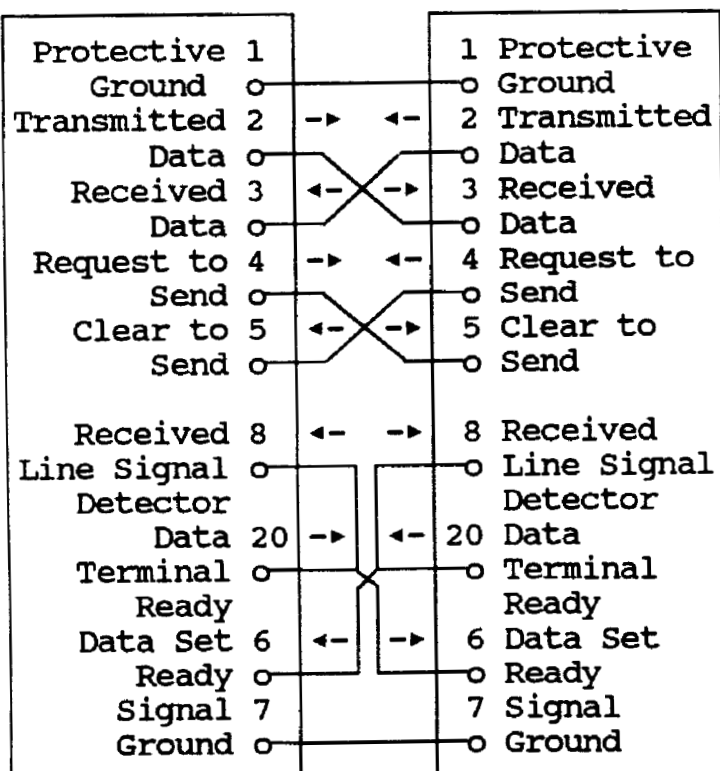 Protective 1
Ground
Transmitted 2
Data
Received 3
Data
Request to 4
Send
Clear to 5
Send
Received 8
Line Signal
Detector
Data 20
Terminal
Ready
Data Set 6
Ready
Signal 7
Ground
1 Protective
Ground
2 Transmitted
Data
3 Received
Data
4 Request to
Send
5 Clear to
Send
8 Received
Line Signal
Detector
20 Data
Terminal
Ready
6 Data Set
Ready
7 Signal
Ground